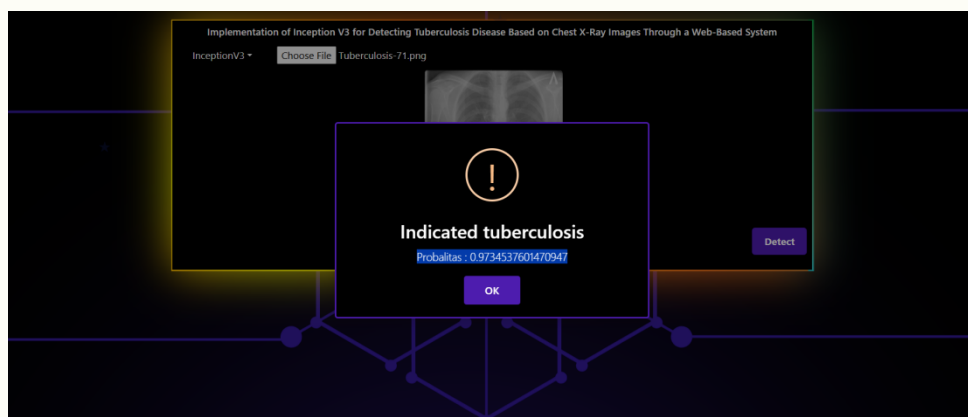 Implementation of Inception V3 for Detecting Tuberculosis Disease Based on Chest X-Ray Images Through a Web-Based System
InceptionV3 Choose File Tuberculosis-71.png
!
Indicated tuberculosis
Probalitas : 0.9734537601470947
OK
Detect